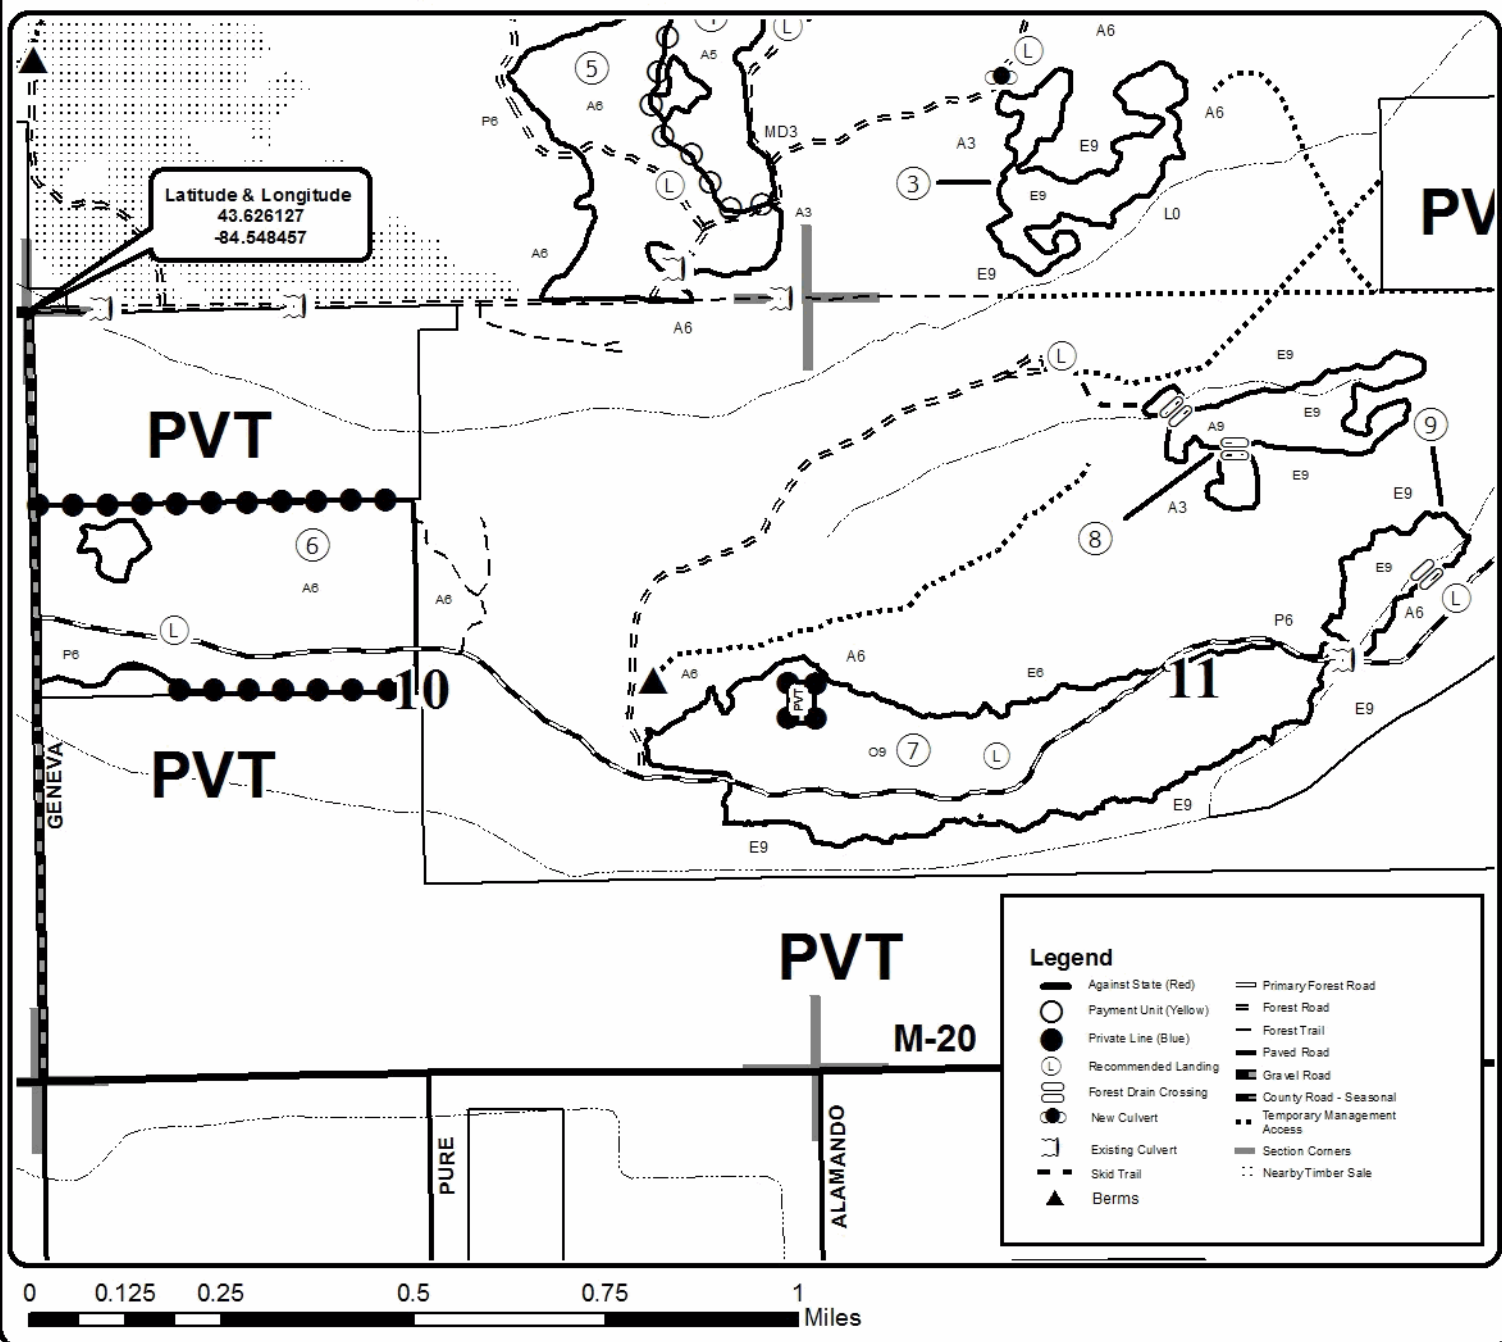 L
A6
L
5
A5
A6
P6
MD3
A3
E9
A6
Latitude & Longitude
43.626127
-84.548457
L
3
E9
PV
A3
L0
A6
E9
A6
L
E9
PVT
E9
A9
9
E9
E9
A3
6
8
A6
A6
E9
A6
L
L
P6
P6
A6
A6
E6
10
11
PVT
E9
O9
7
L
PVT
GENEVA
E9
E9
PVT
M-20
PURE
ALAMANDO
Legend
Against State (Red)
Payment Unit (Yellow)
Private Line (Blue)
L Recommended Landing
Forest Drain Crossing
New Culvert
Existing Culvert
Skid Trail
Berms
Primary Forest Road
Forest Road
Forest Trail
Paved Road
Gravel Road
County Road - Seasonal
Temporary Management
Access
Section Corners
Nearby Timber Sale
0 0.125 0.25 0.5 0.75 1
Miles